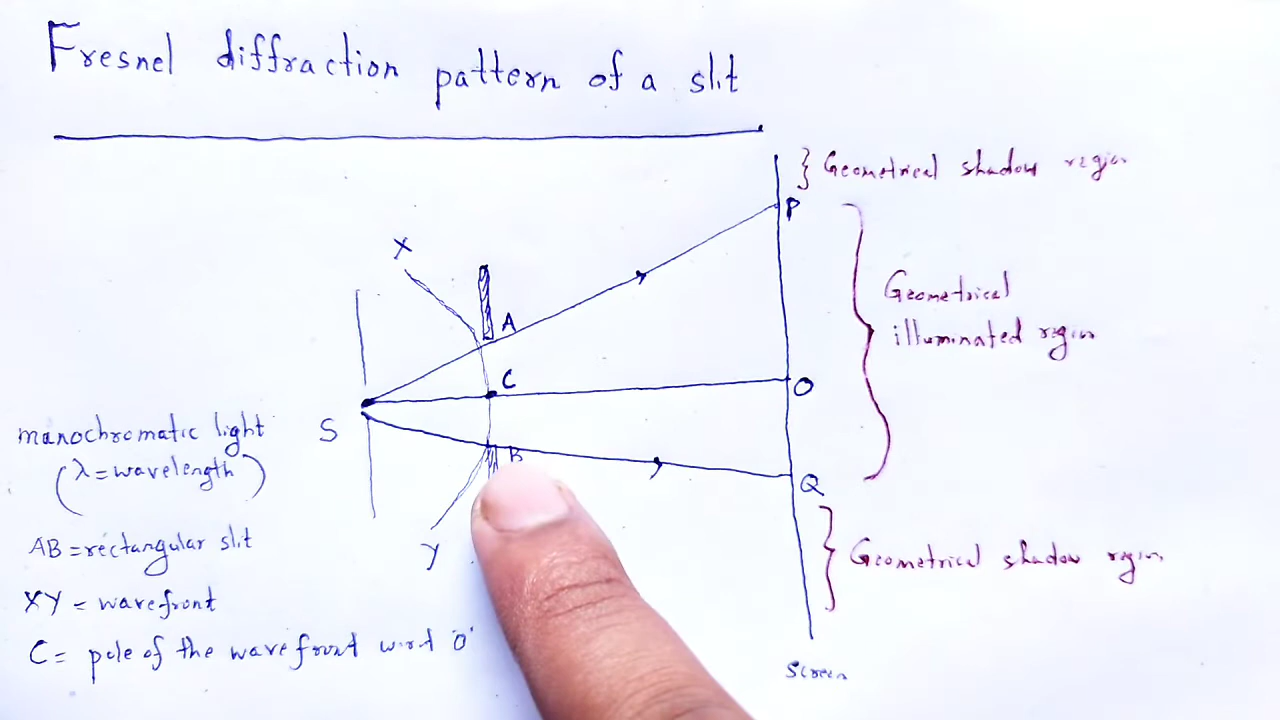 Fresnel diffraction pattern of a slit
} Geometrical shadow region
X
P
A
Geometrical
illuminated region
C
O
S
manochromatic light
(λ=wavelength)
B
Q
AB=rectangular slit
Y
Geometrical shadow region
XY = wavefront
C= pole of the wavefront w.r.t 'O'
Screen